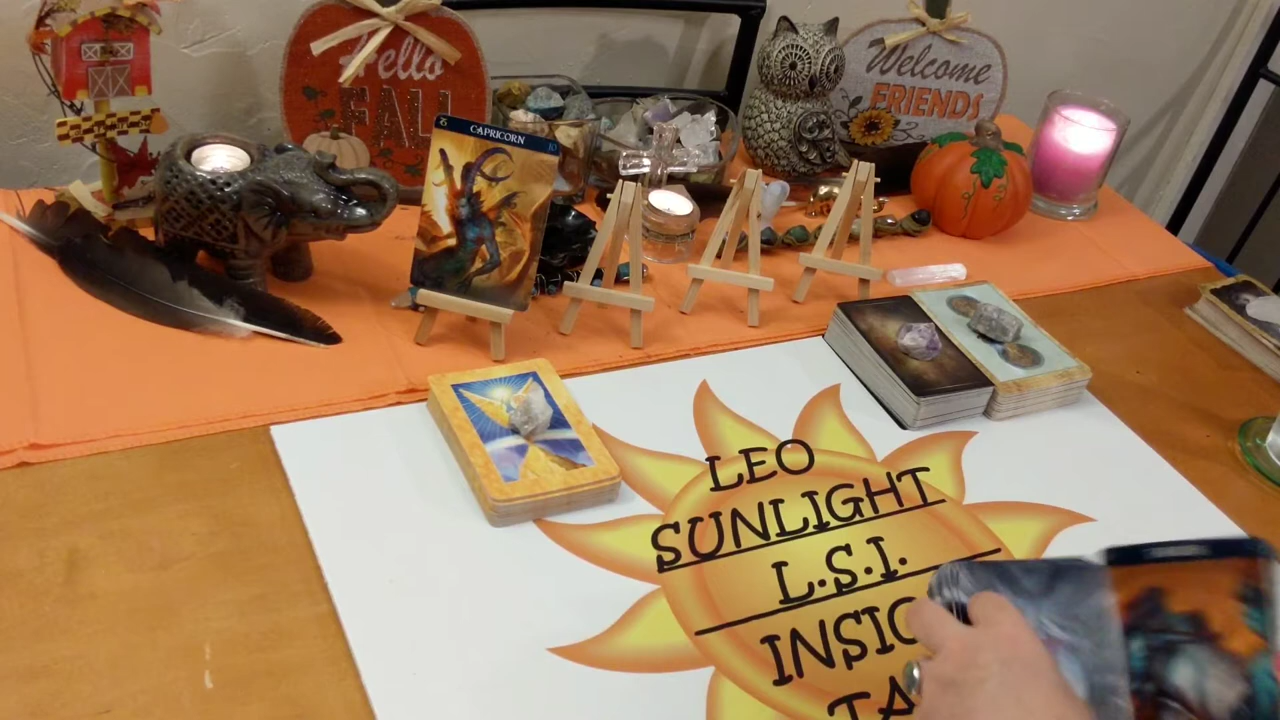 Hello
FALL
Welcome
FRIENDS
CAPRICORN
10
LEO
SUNLIGHT
L.S.I.